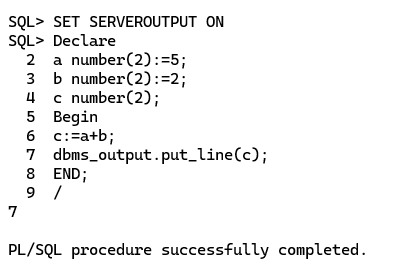 SQL> SET SERVEROUTPUT ON
SQL> Declare
  2  a number(2):=5;
  3  b number(2):=2;
  4  c number(2);
  5  Begin
  6  c:=a+b;
  7  dbms_output.put_line(c);
  8  END;
  9  /
7

PL/SQL procedure successfully completed.